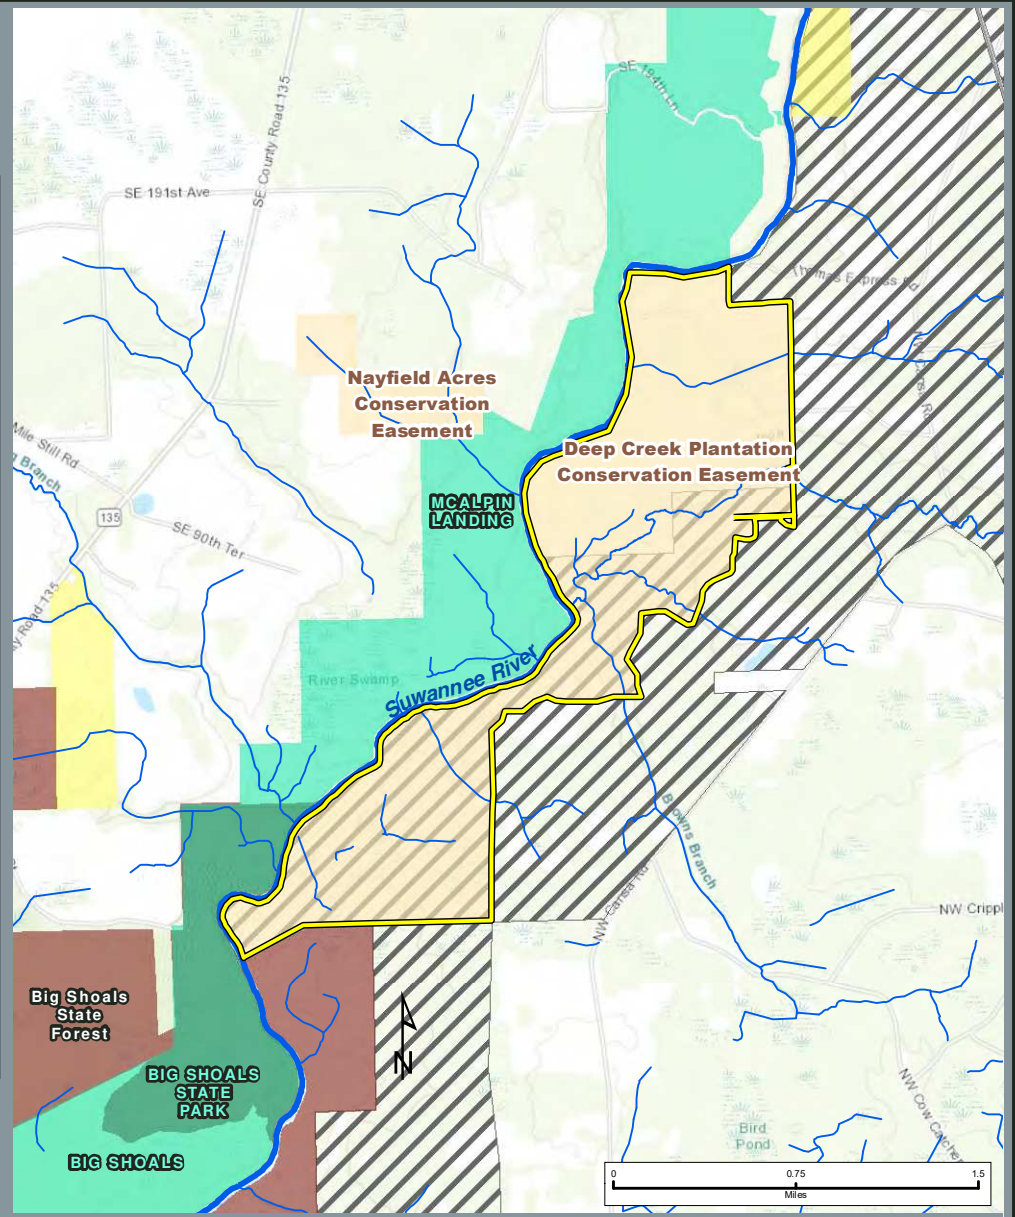 SE 194th Ln
SE County Road 135
SE 191st Ave
Thomas Express Rd
Nayfield Acres
Conservation
Easement
Deep Creek Plantation
Conservation Easement
Mile Still Rd
Branch
135
SE 90th Ter
MCALPIN
LANDING
Road 135
River Swamp
Suwannee River
Browns Branch
NW Cansa Rd
NW Crippl
Big Shoals
State
Forest
N
BIG SHOALS
STATE
PARK
BIG SHOALS
NW Cow Catcher
Bird
Pond
0
0.75
1.5
Miles